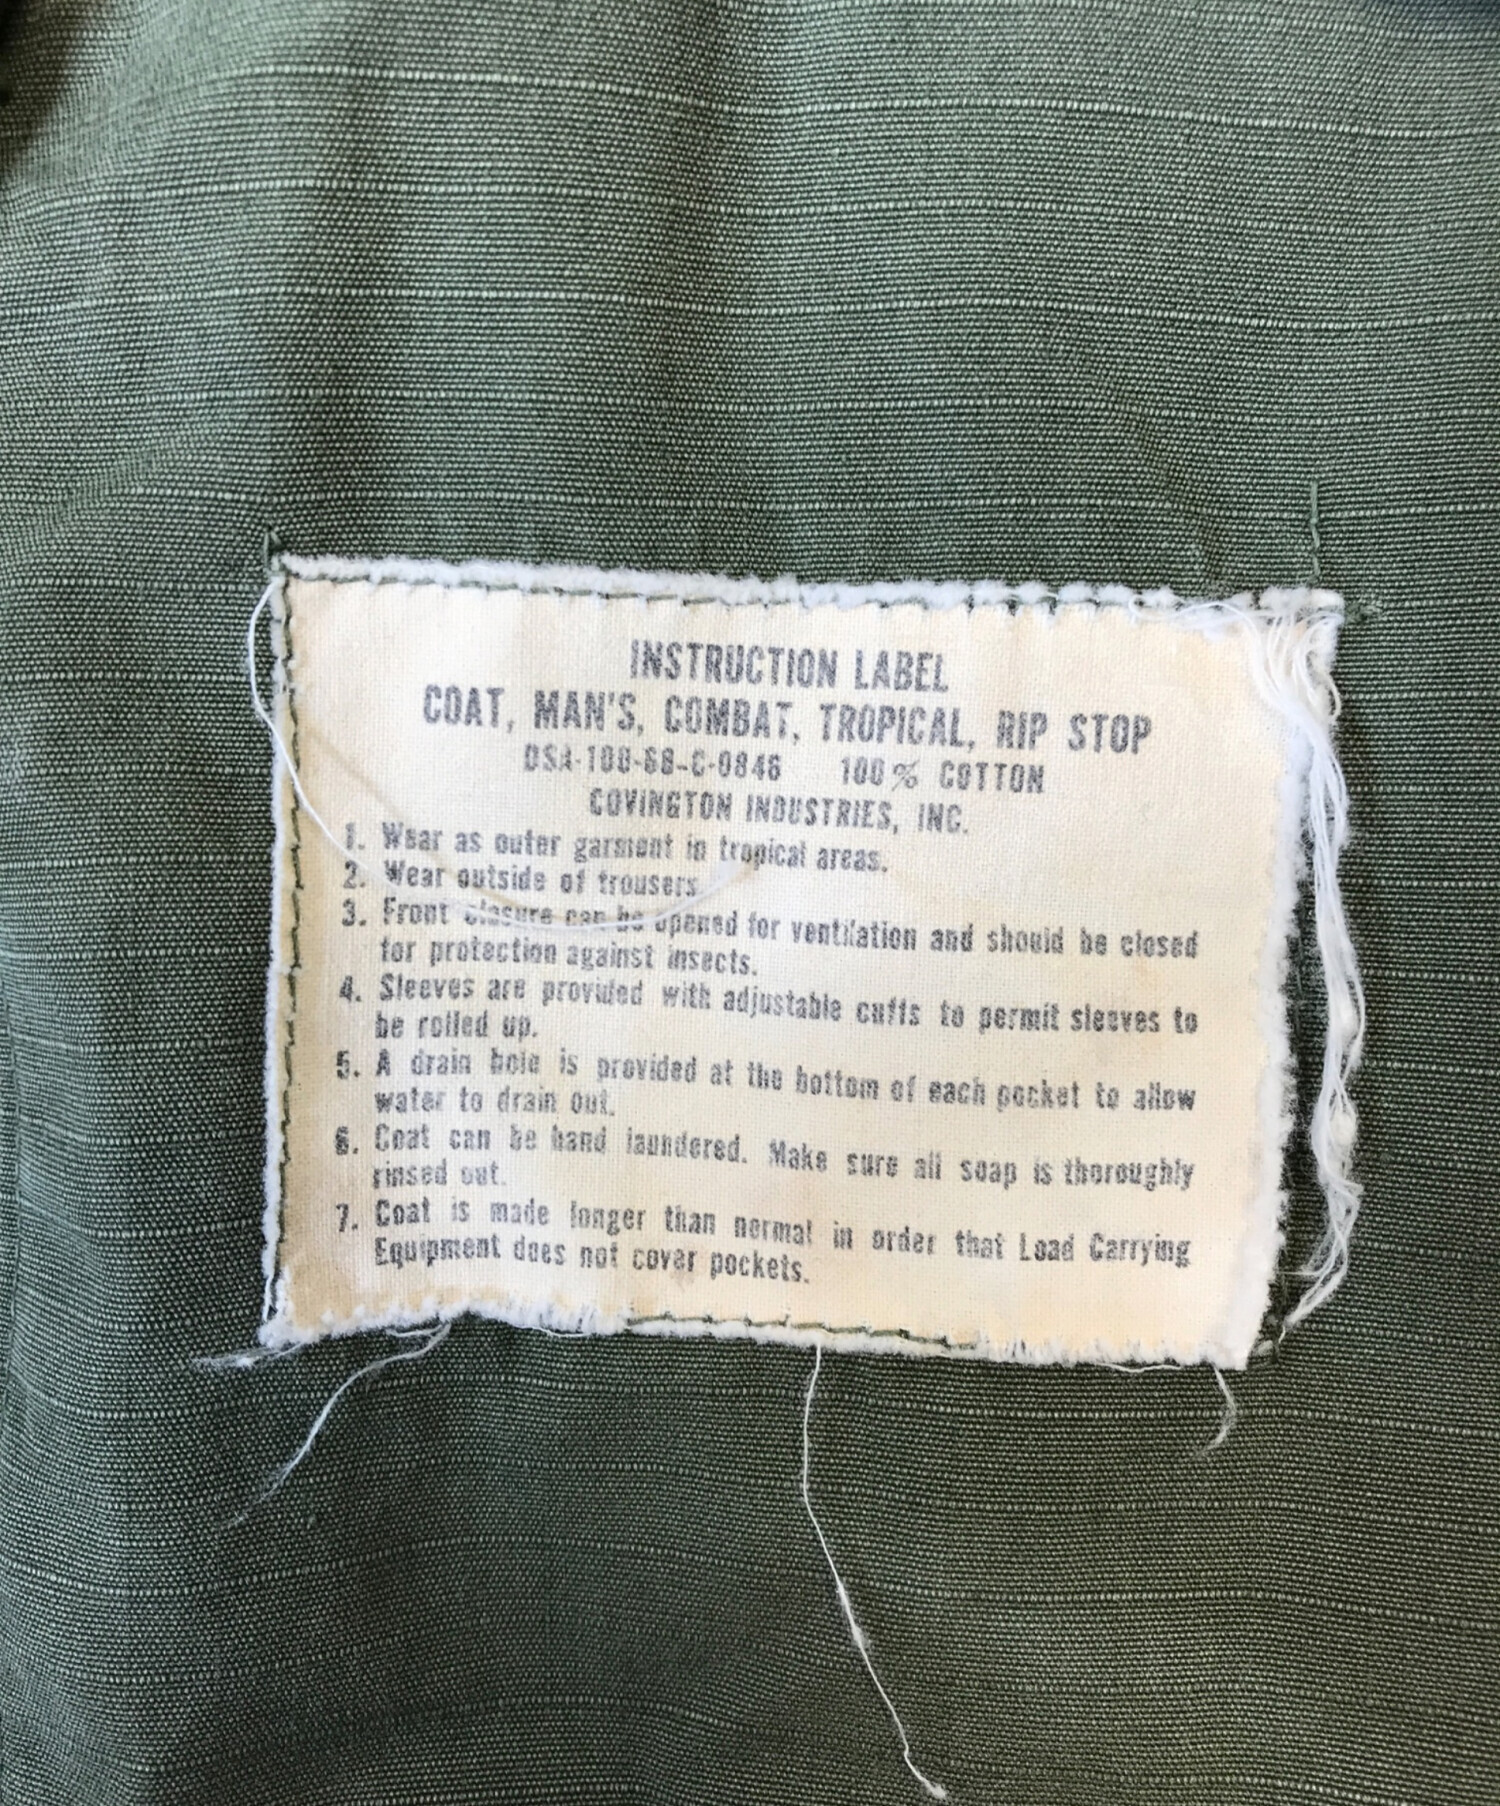 INSTRUCTION LABEL
COAT, MAN'S, COMBAT, TROPICAL, RIP STOP
DSA-100-68-C-0846 100% COTTON
COVINGTON INDUSTRIES, INC.
1. Wear as outer garment in tropical areas.
2. Wear outside of trousers.
3. Front closure can be opened for ventilation and should be closed
for protection against insects.
4. Sleeves are provided with adjustable cuffs to permit sleeves to
be rolled up.
5. A drain hole is provided at the bottom of each pocket to allow
water to drain out.
6. Coat can be hand laundered. Make sure all soap is thoroughly
rinsed out.
7. Coat is made longer than normal in order that Load Carrying
Equipment does not cover pockets.